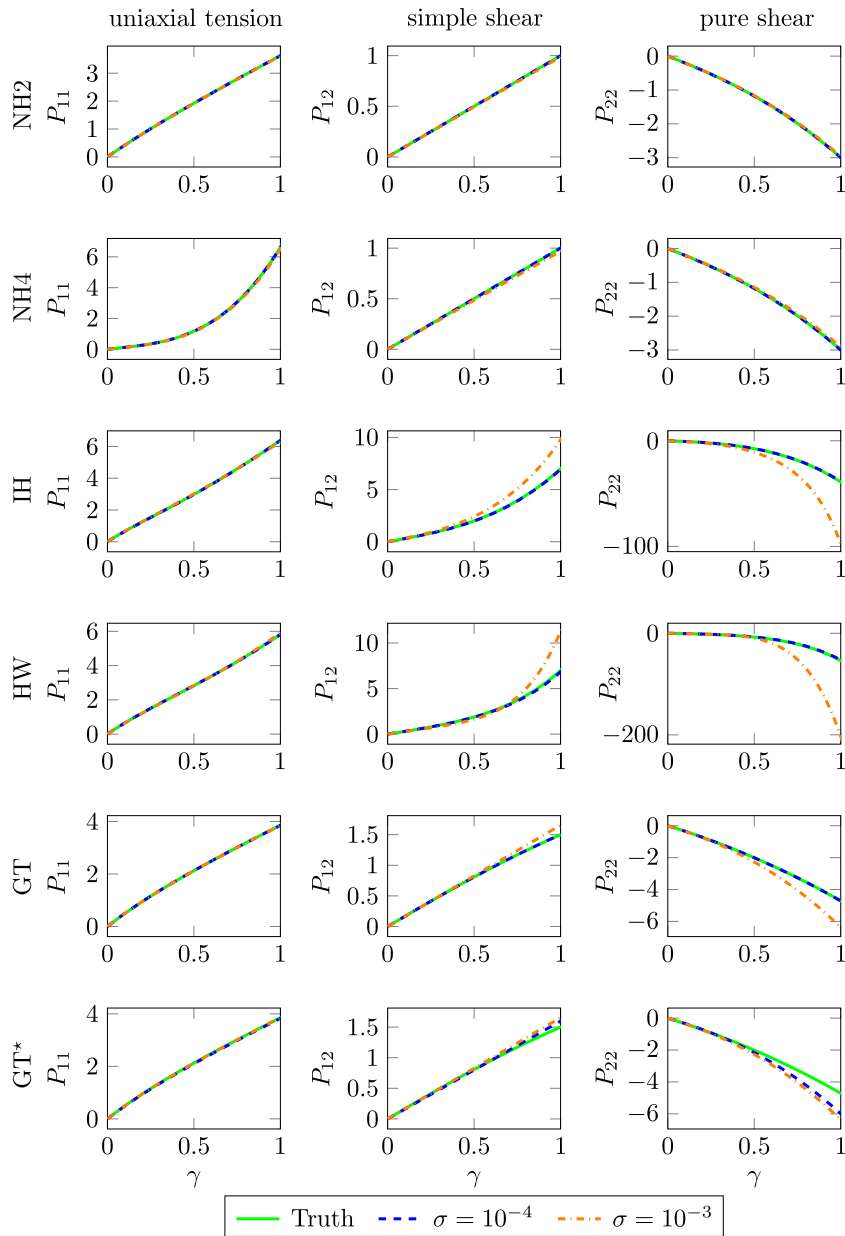 uniaxial tension simple shear pure shear
NH2 P₁₁ 0 1 2 3 0 0.5 1
P₁₂ 0 0.5 1 0 0.5 1
P₂₂ −3 −2 −1 0 0 0.5 1
NH4 P₁₁ 0 2 4 6 0 0.5 1
P₁₂ 0 0.5 1 0 0.5 1
P₂₂ −3 −2 −1 0 0 0.5 1
IH P₁₁ 0 2 4 6 0 0.5 1
P₁₂ 0 5 10 0 0.5 1
P₂₂ −100 0 0 0.5 1
HW P₁₁ 0 2 4 6 0 0.5 1
P₁₂ 0 5 10 0 0.5 1
P₂₂ −200 0 0 0.5 1
GT P₁₁ 0 2 4 0 0.5 1
P₁₂ 0 0.5 1 1.5 0 0.5 1
P₂₂ −6 −4 −2 0 0 0.5 1
GT⋆ P₁₁ 0 2 4 0 0.5 1
P₁₂ 0 0.5 1 1.5 0 0.5 1
P₂₂ −6 −4 −2 0 0 0.5 1
γ γ γ
Truth σ = 10⁻⁴ σ = 10⁻³